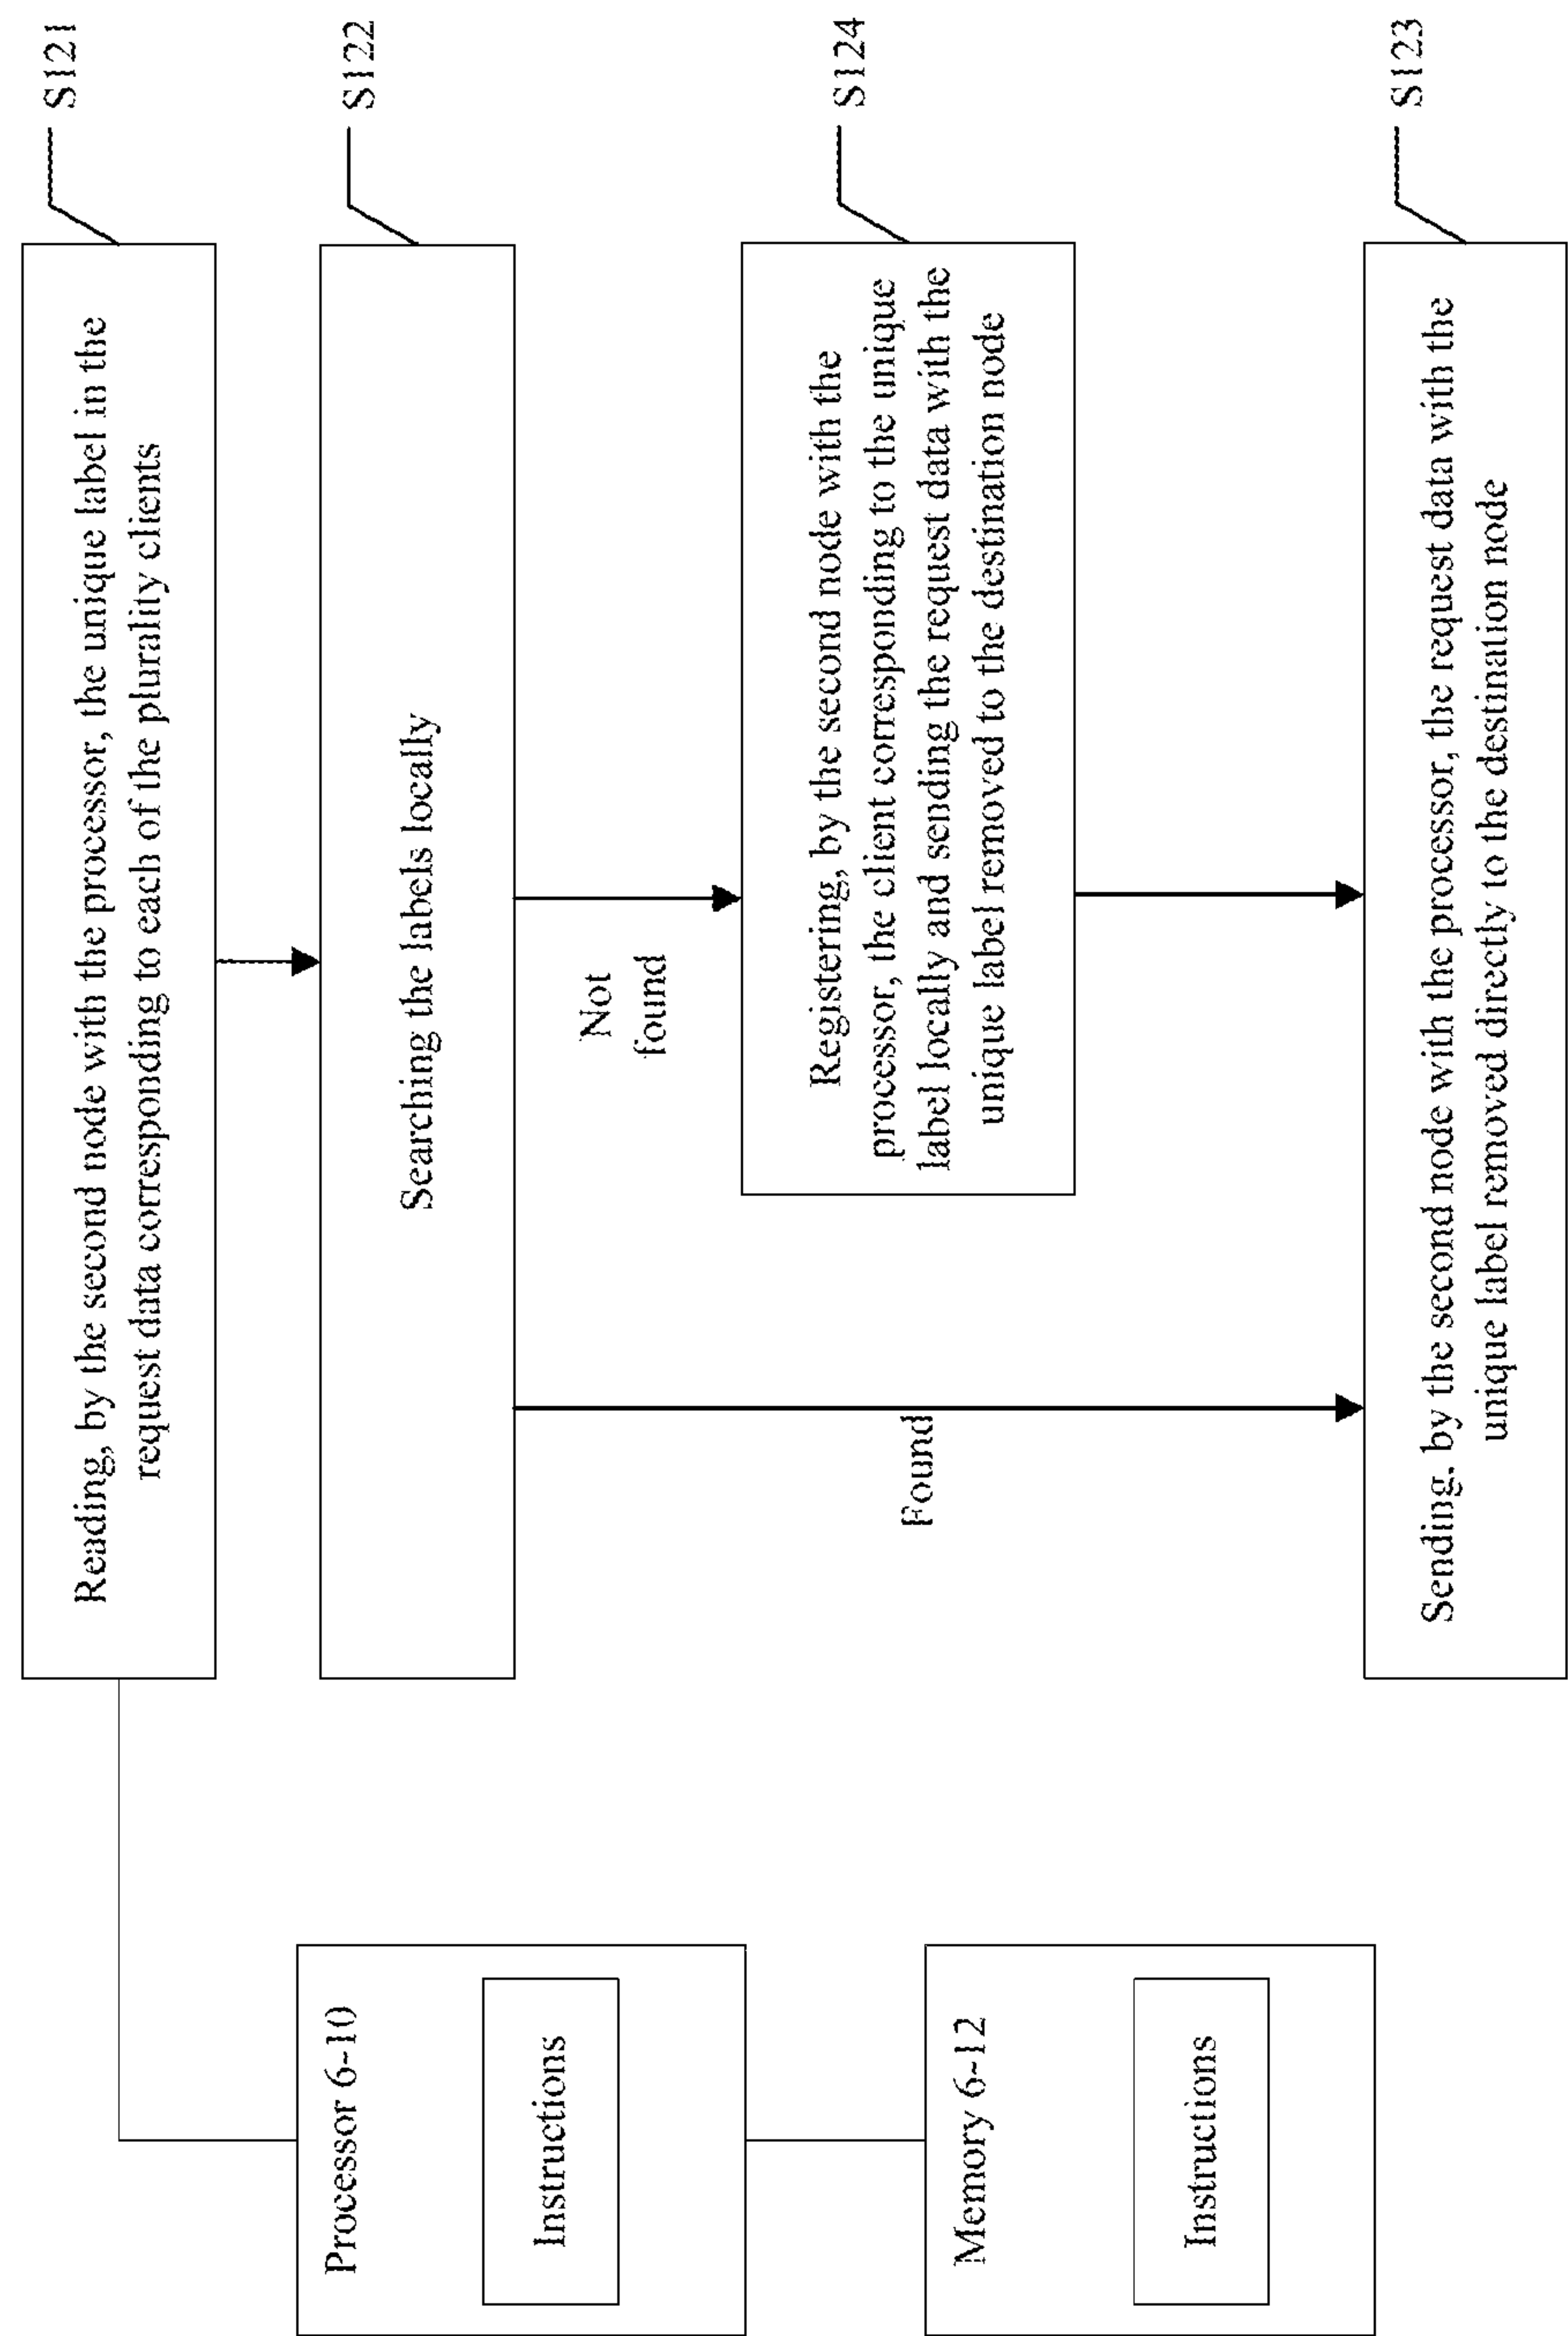 Reading, by the second node with the processor, the unique label in the
request data corresponding to each of the plurality clients
S121
Searching the labels locally
S122
Not
found
Registering, by the second node with the
processor, the client corresponding to the unique
label locally and sending the request data with the
unique label removed to the destination node
S124
Found
Sending, by the second node with the processor, the request data with the
unique label removed directly to the destination node
S123
Processor 6-10
Instructions
Memory 6-12
Instructions